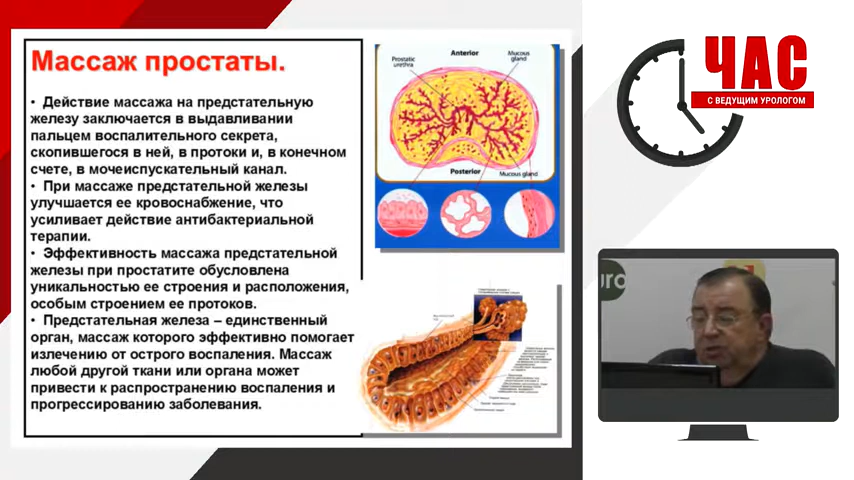 Массаж простаты.
• Действие массажа на предстательную
железу заключается в выдавливании
пальцем воспалительного секрета,
скопившегося в ней, в протоки и, в конечном
счете, в мочеиспускательный канал.
• При массаже предстательной железы
улучшается ее кровоснабжение, что
усиливает действие антибактериальной
терапии.
• Эффективность массажа предстательной
железы при простатите обусловлена
уникальностью ее строения и расположения,
особым строением ее протоков.
• Предстательная железа – единственный
орган, массаж которого эффективно помогает
излечению от острого воспаления. Массаж
любой другой ткани или органа может
привести к распространению воспаления и
прогрессированию заболевания.
Anterior
Prostatic
urethra
Mucous
gland
Posterior
Mucous gland
ЧАС
С ВЕДУЩИМ УРОЛОГОМ
uro